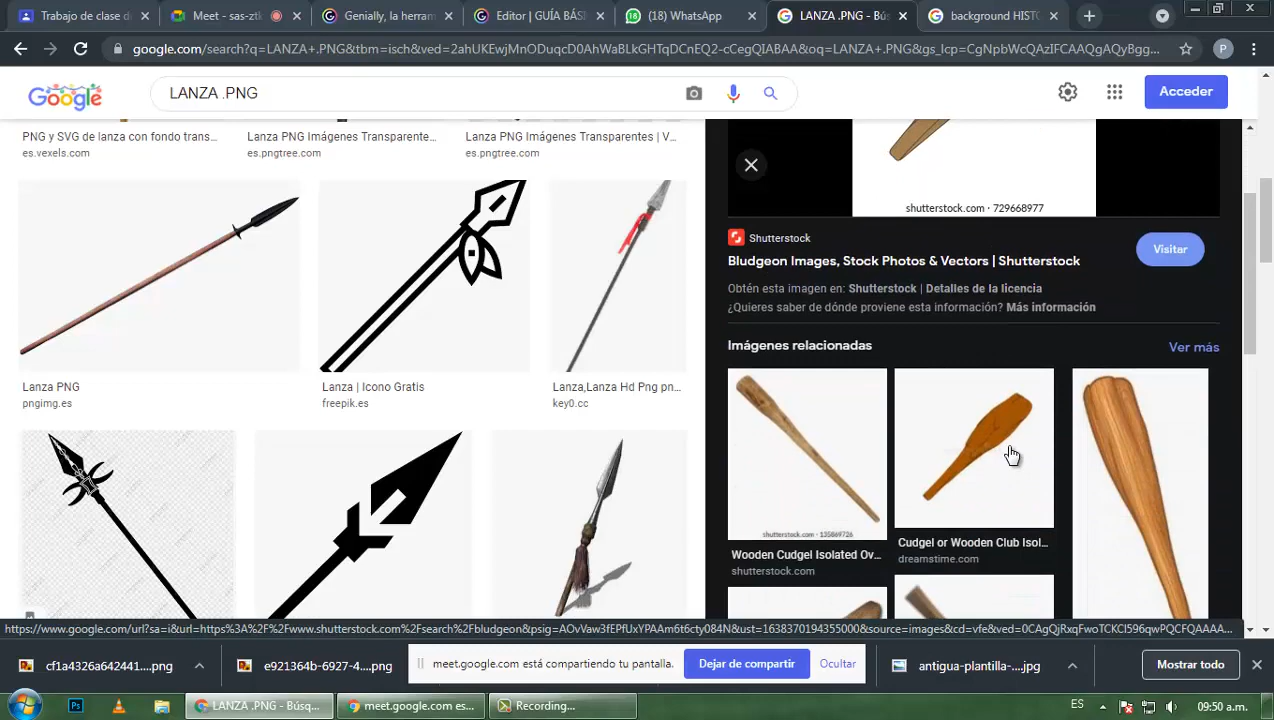 Trabajo de clase d
Meet - sas-ztk
Genially, la herran
Editor | GUÍA BÁSI
(18) WhatsApp
LANZA .PNG - Bús
background HISTO
google.com/search?q=LANZA+.PNG&tbm=isch&ved=2ahUKEwjMnODuqcD0AhWaBLkGHTqDCnEQ2-cCegQIABAA&oq=LANZA+.PNG&gs_lcp=CgNpbWcQAzIFCAAQgAQyBgg...
P
Google
LANZA .PNG
Acceder
PNG y SVG de lanza con fondo trans...
Lanza PNG Imágenes Transparente...
Lanza PNG Imágenes Transparentes | V...
es.vexels.com
es.pngtree.com
es.pngtree.com
shutterstock.com · 729668977
Shutterstock
Visitar
Bludgeon Images, Stock Photos & Vectors | Shutterstock
Obtén esta imagen en: Shutterstock | Detalles de la licencia
¿Quieres saber de dónde proviene esta información? Más información
Imágenes relacionadas
Ver más
Lanza PNG
pngimg.es
Lanza | Icono Gratis
freepik.es
Lanza,Lanza Hd Png pn...
key0.cc
shutterstock.com · 135869726
Wooden Cudgel Isolated Ov...
shutterstock.com
Cudgel or Wooden Club Isol...
dreamstime.com
https://www.google.com/url?sa=i&url=https%3A%2F%2Fwww.shutterstock.com%2Fsearch%2Fbludgeon&psig=AOvVaw3fEPfUxYPAAm6t6cty084N&ust=1638370194355000&source=images&cd=vfe&ved=0CAgQjRxqFwoTCKCI596qwPQCFQAAAA...
cf1a4326a642441....png
e921364b-6927-4....png
meet.google.com está compartiendo tu pantalla.
Dejar de compartir
Ocultar
antigua-plantilla-....jpg
Mostrar todo
Ps
LANZA .PNG - Búsq...
meet.google.com es...
Recording...
ES
09:50 a.m.